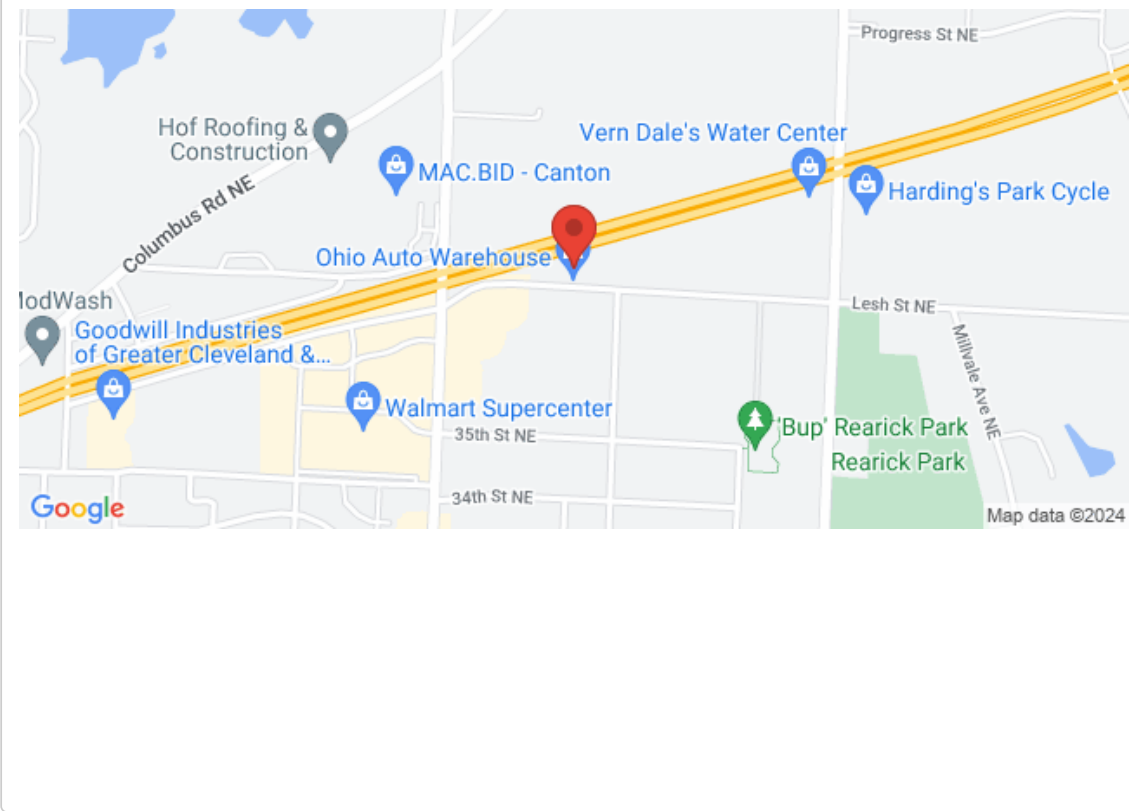 Progress St NE
Hof Roofing &
Construction
Vern Dale's Water Center
MAC.BID - Canton
Harding's Park Cycle
Columbus Rd NE
Ohio Auto Warehouse
lodWash
Lesh St NE
Goodwill Industries
of Greater Cleveland &...
Millvale Ave NE
Walmart Supercenter
35th St NE
'Bup' Rearick Park
Rearick Park
34th St NE
Google
Map data ©2024